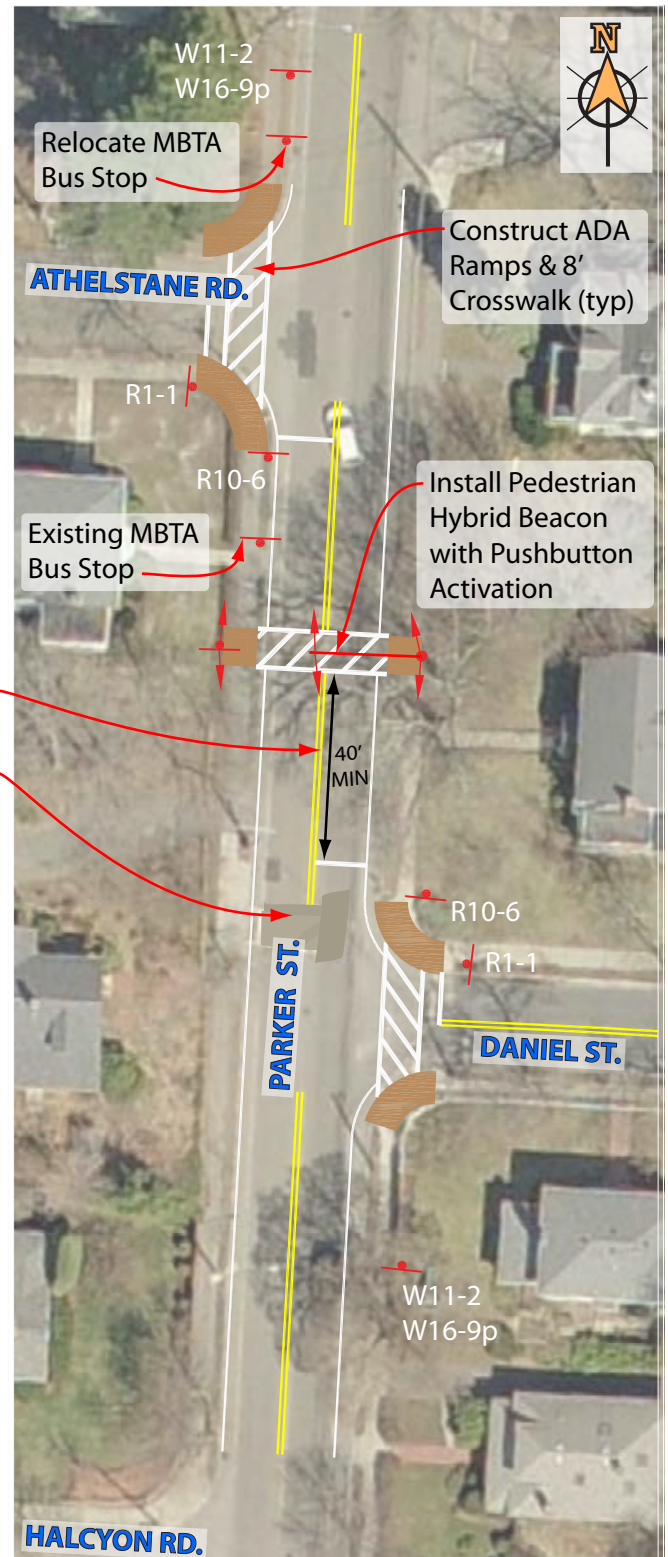 N
W11-2
W16-9p
Relocate MBTA
Bus Stop
Construct ADA
Ramps & 8’
Crosswalk (typ)
ATHELSTANE RD.
R1-1
R10-6
Install Pedestrian
Hybrid Beacon
with Pushbutton
Activation
Existing MBTA
Bus Stop
40’
MIN
R10-6
R1-1
PARKER ST.
DANIEL ST.
W11-2
W16-9p
HALCYON RD.